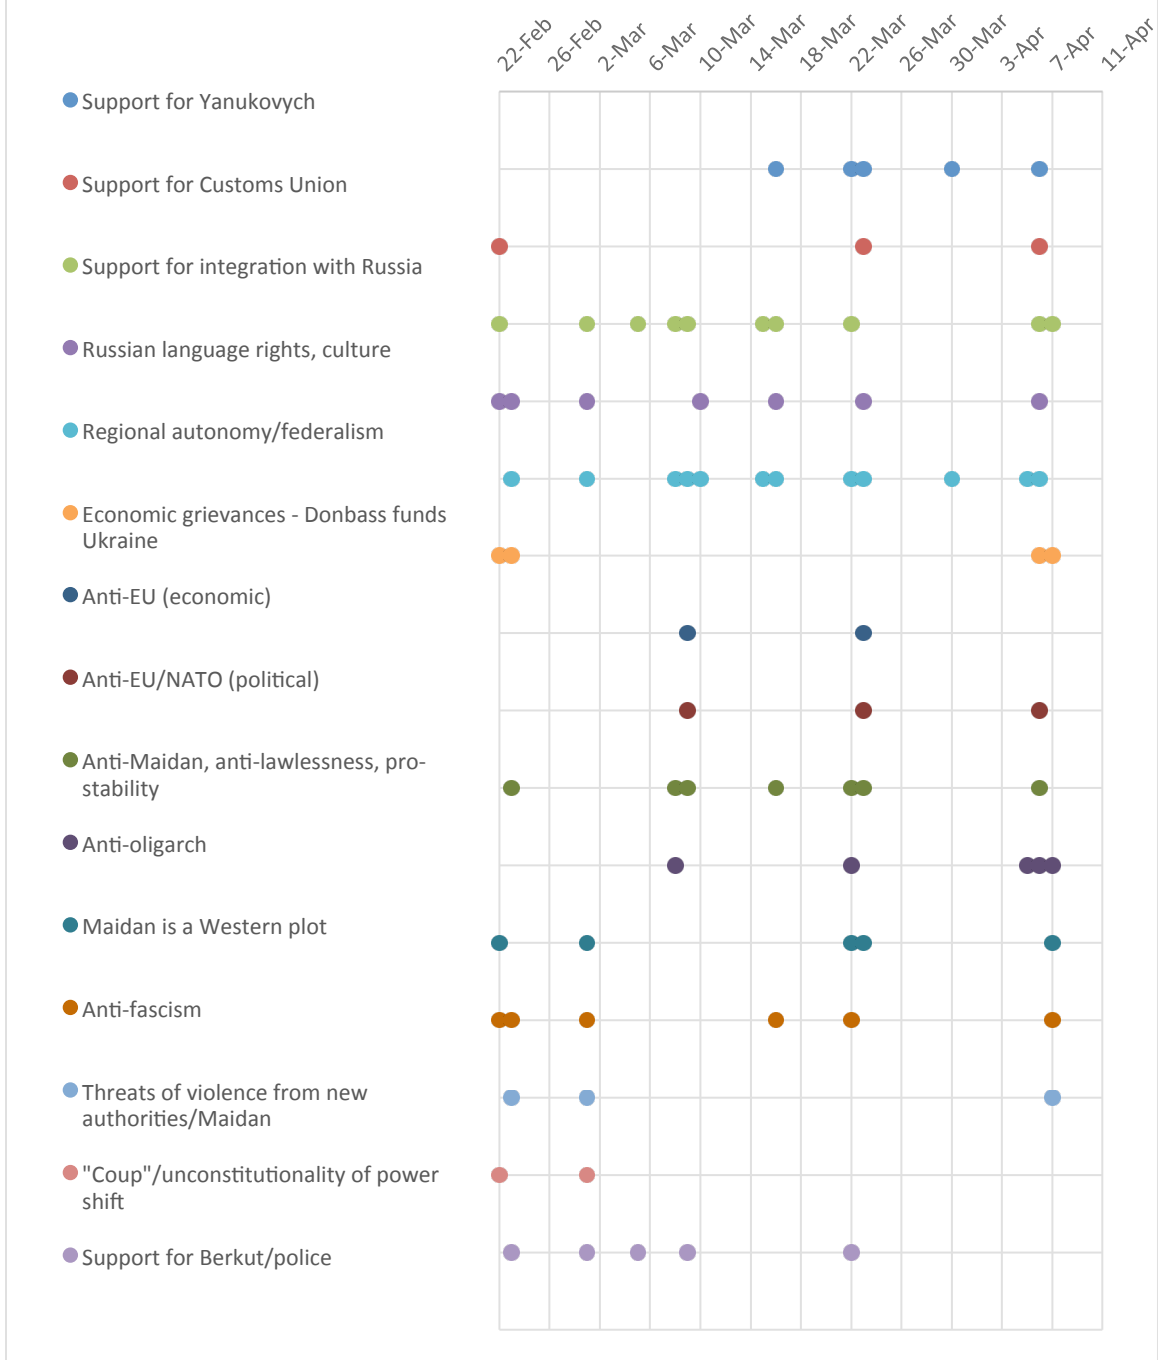 22-Feb
26-Feb
2-Mar
6-Mar
10-Mar
14-Mar
18-Mar
22-Mar
26-Mar
30-Mar
3-Apr
7-Apr
11-Apr
Support for Yanukovych
Support for Customs Union
Support for integration with Russia
Russian language rights, culture
Regional autonomy/federalism
Economic grievances - Donbass funds
Ukraine
Anti-EU (economic)
Anti-EU/NATO (political)
Anti-Maidan, anti-lawlessness, pro-
stability
Anti-oligarch
Maidan is a Western plot
Anti-fascism
Threats of violence from new
authorities/Maidan
"Coup"/unconstitutionality of power
shift
Support for Berkut/police